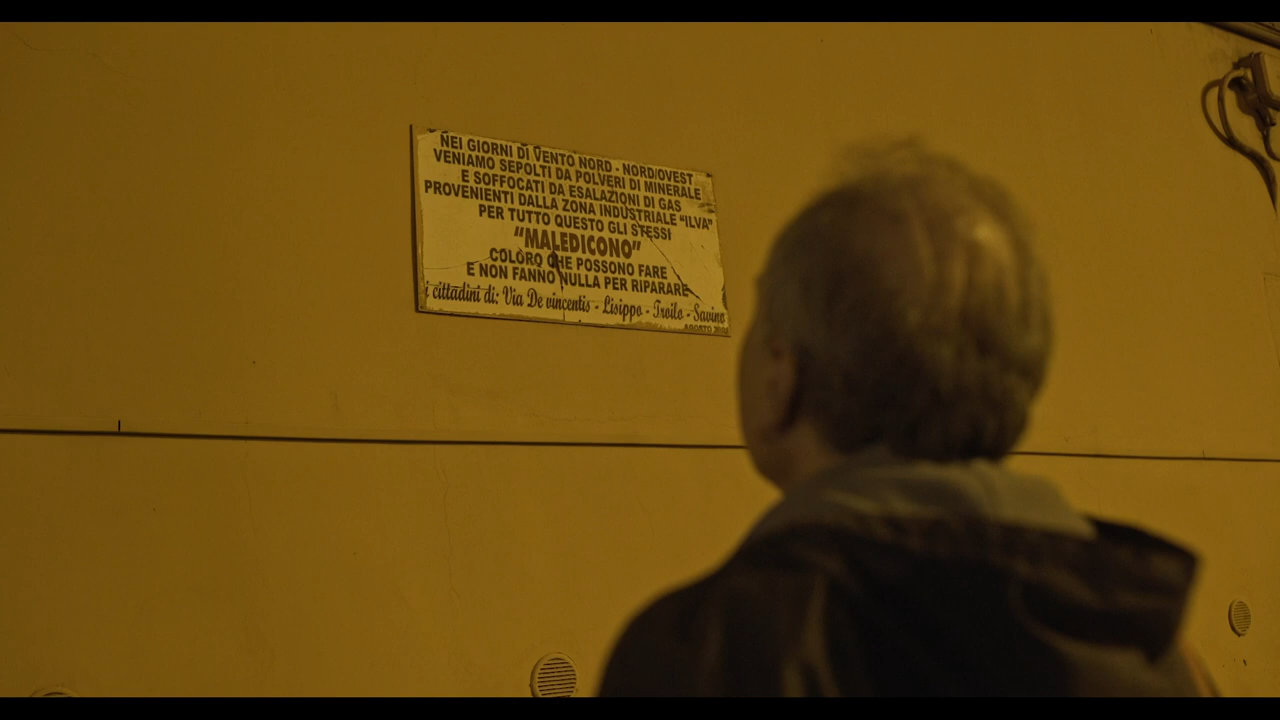 NEI GIORNI DI VENTO NORD - NORD/OVEST
VENIAMO SEPOLTI DA POLVERI DI MINERALE
E SOFFOCATI DA ESALAZIONI DI GAS
PROVENIENTI DALLA ZONA INDUSTRIALE "ILVA"
PER TUTTO QUESTO GLI STESSI
"MALEDICONO"
COLORO CHE POSSONO FARE
E NON FANNO NULLA PER RIPARARE
i cittadini di: Via De vincentis - Lisippo - Troilo - Savino
AGOSTO